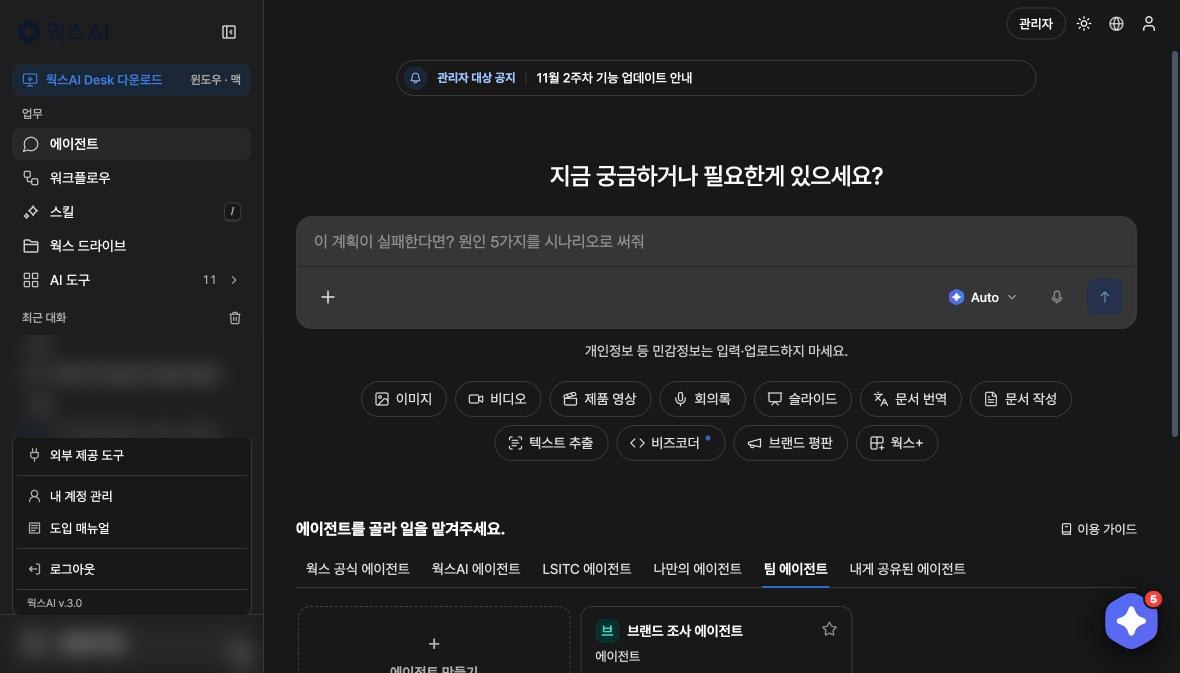 웍스AI
웍스AI Desk 다운로드 윈도우 · 맥
업무
에이전트
워크플로우
스킬 /
웍스 드라이브
AI 도구 11
최근 대화
외부 제공 도구
내 계정 관리
도입 매뉴얼
로그아웃
웍스AI v.3.0
관리자
관리자 대상 공지 11월 2주차 기능 업데이트 안내
지금 궁금하거나 필요한게 있으세요?
이 계획이 실패한다면? 원인 5가지를 시나리오로 써줘
Auto
개인정보 등 민감정보는 입력·업로드하지 마세요.
이미지 비디오 제품 영상 회의록 슬라이드 문서 번역 문서 작성
텍스트 추출 비즈코더 브랜드 평판 웍스+
에이전트를 골라 일을 맡겨주세요. 이용 가이드
웍스 공식 에이전트 웍스AI 에이전트 LSITC 에이전트 나만의 에이전트 팀 에이전트 내게 공유된 에이전트
에이전트 만들기
브 브랜드 조사 에이전트
에이전트
5